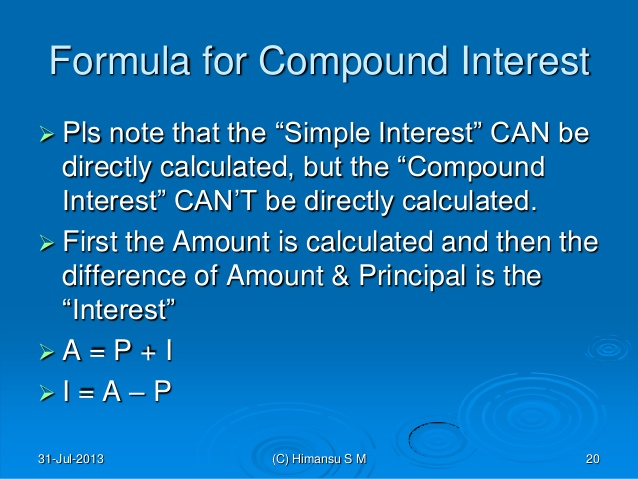 Formula for Compound Interest
➢ Pls note that the “Simple Interest” CAN be
directly calculated, but the “Compound
Interest” CAN’T be directly calculated.
➢ First the Amount is calculated and then the
difference of Amount & Principal is the
“Interest”
➢ A = P + I
➢ I = A – P
31-Jul-2013 (C) Himansu S M 20